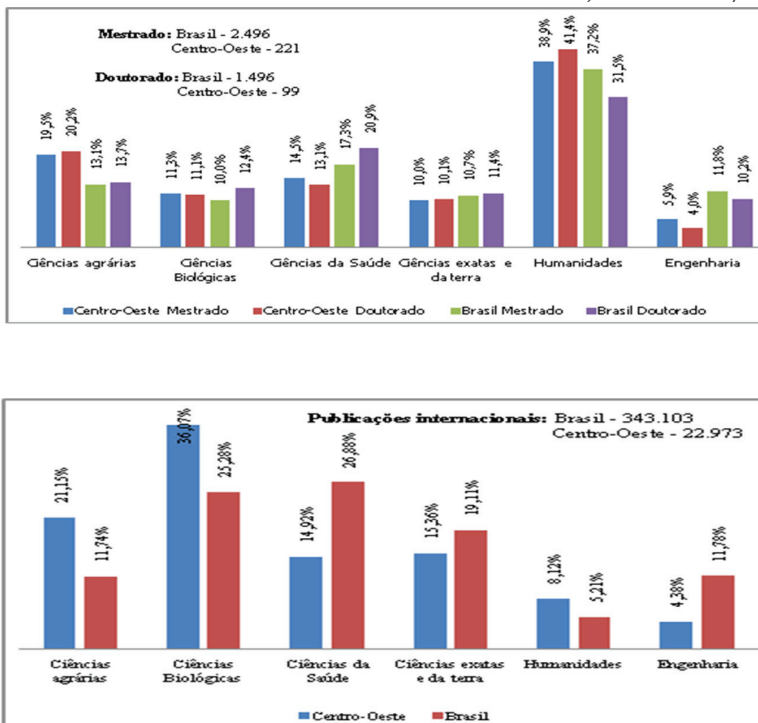 Mestrado: Brasil - 2.496
Centro-Oeste - 221
Doutorado: Brasil - 1.496
Centro-Oeste - 99
19,5% 20,2% 13,1% 13,7%
11,3% 11,1% 10,0% 12,4%
14,5% 13,1% 17,3% 20,9%
10,0% 10,1% 10,7% 11,4%
38,9% 41,4% 37,2% 31,5%
5,9% 4,0% 11,8% 10,2%
Ciências agrárias
Ciências
Biológicas
Ciências da Saúde
Ciências exatas e
da terra
Humanidades
Engenharia
Centro-Oeste Mestrado Centro-Oeste Doutorado Brasil Mestrado Brasil Doutorado
Publicações internacionais: Brasil - 343.103
Centro-Oeste - 22.973
21,15% 11,74%
36,07% 25,28%
14,92% 26,88%
15,36% 19,11%
8,12% 5,21%
4,38% 11,78%
Ciências
agrárias
Ciências
Biológicas
Ciências da
Saúde
Ciências exatas
e da terra
Humanidades
Engenharia
Centro-Oeste Brasil